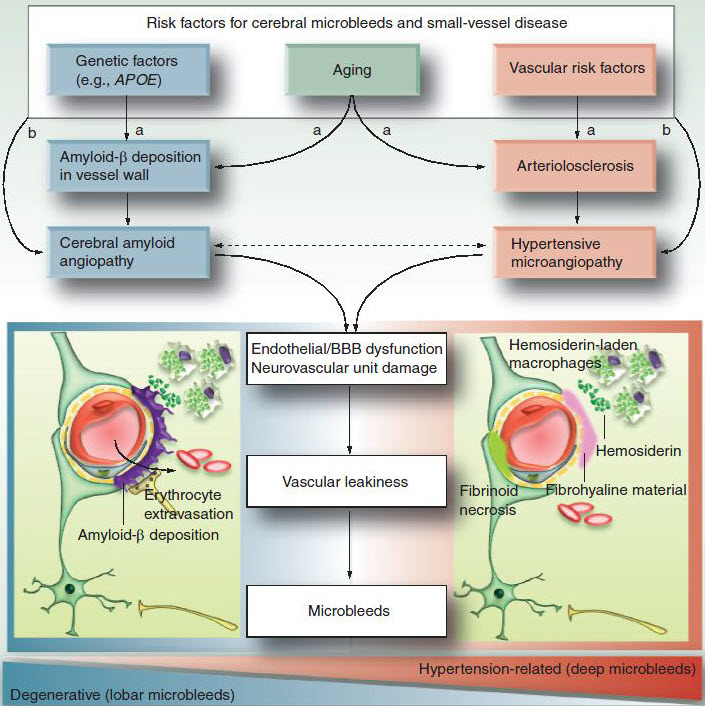 Risk factors for cerebral microbleeds and small-vessel disease
Genetic factors
(e.g., APOE)
Aging
Vascular risk factors
b
a
a
a
a
b
Amyloid-β deposition
in vessel wall
Arteriolosclerosis
Cerebral amyloid
angiopathy
Hypertensive
microangiopathy
Endothelial/BBB dysfunction
Neurovascular unit damage
Hemosiderin-laden
macrophages
Hemosiderin
Vascular leakiness
Erythrocyte
extravasation
Amyloid-β deposition
Fibrinoid
necrosis
Fibrohyaline material
Microbleeds
Hypertension-related (deep microbleeds)
Degenerative (lobar microbleeds)